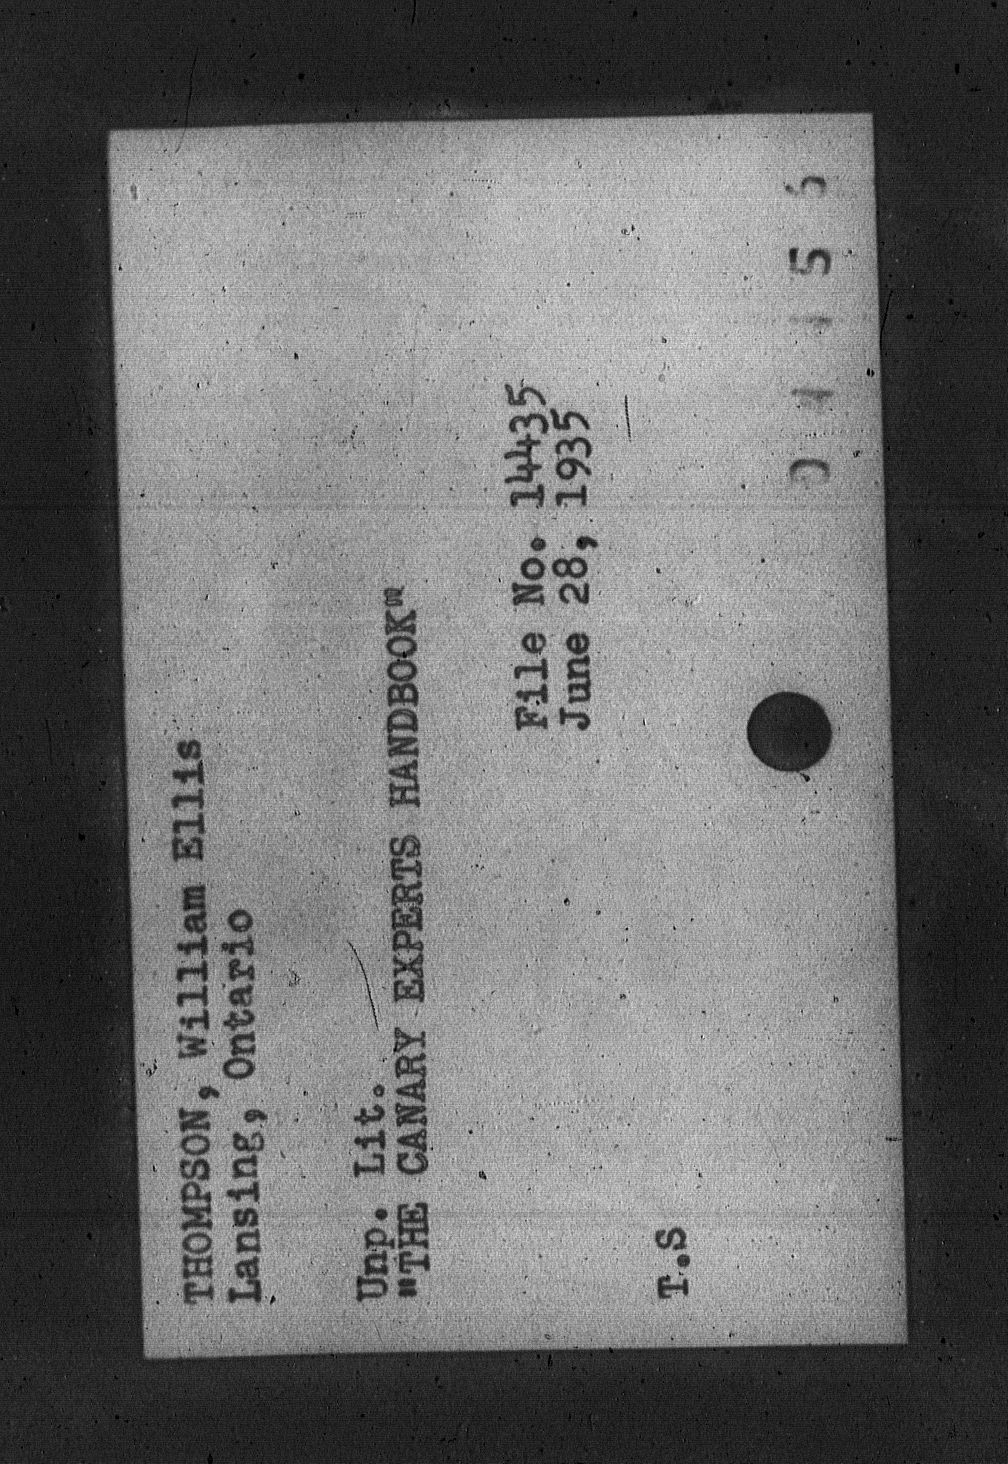 THOMPSON, William Ellis
Lansing, Ontario
Unp. Lit.
"THE CANARY EXPERTS HANDBOOK"
File No. 14435
June 28, 1935
T.S